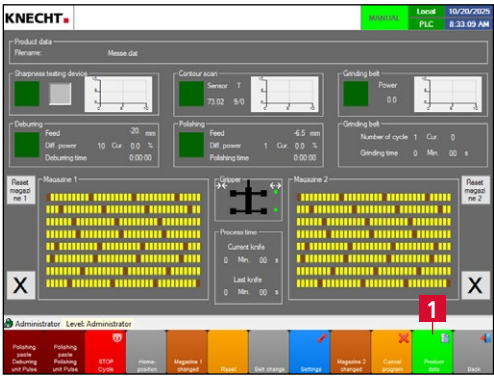 KNECHT.
MANUAL
Local
PLC
10/20/2025
8:33:09 AM
Product data
Filename:
Messe.dat
Sharpness testing device
Contour scan
Sensor T
73.02 9/0
Grinding belt
Power
0.0
Deburring
Feed -20. mm
Diff. power 10 Cur. 0.0 %
Deburring time 0:00:00
Polishing
Feed -6.5 mm
Diff. power 1 Cur. 0.0 %
Polishing time 0:00:00
Grinding belt
Number of cycle 1 Cur. 0
Grinding time 0 Min. 00 s
Reset
magazi
ne 1
Magazine 1
Gripper
Magazine 2
Reset
magazi
ne 2
Process time
Current knife
0 Min. 00 s
Last knife
0 Min. 00 s
X
X
1
Administrator Level: Administrator
Polishing
paste
Deburring
unit Pulse
Polishing
paste
Polishing
unit Pulse
STOP
Cycle
Home-
position
Magazine 1
changed
Reset
Belt change
Settings
Magazine 2
changed
Cancel
program
Product
data
Back